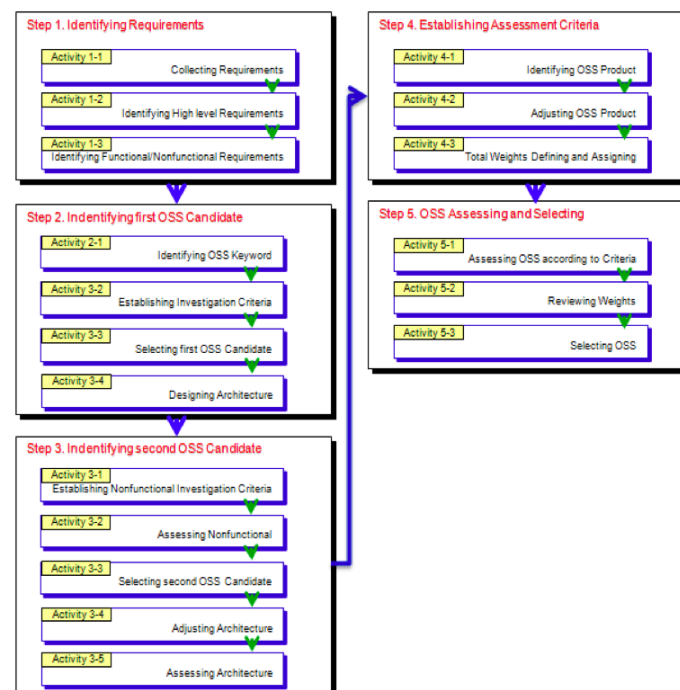 Step 1. Identifying Requirements
Activity 1-1
Collecting Requirements
Activity 1-2
Identifying High level Requirements
Activity 1-3
Identifying Functional/Nonfunctional Requirements
Step 2. Indentifying first OSS Candidate
Activity 2-1
Identifying OSS Keyword
Activity 3-2
Establishing Investigation Criteria
Activity 3-3
Selecting first OSS Candidate
Activity 3-4
Designing Architecture
Step 3. Indentifying second OSS Candidate
Activity 3-1
Establishing Nonfunctional Investigation Criteria
Activity 3-2
Assessing Nonfunctional
Activity 3-3
Selecting second OSS Candidate
Activity 3-4
Adjusting Architecture
Activity 3-5
Assessing Architecture
Step 4. Establishing Assessment Criteria
Activity 4-1
Identifying OSS Product
Activity 4-2
Adjusting OSS Product
Activity 4-3
Total Weights Defining and Assigning
Step 5. OSS Assessing and Selecting
Activity 5-1
Assessing OSS according to Criteria
Activity 5-2
Reviewing Weights
Activity 5-3
Selecting OSS